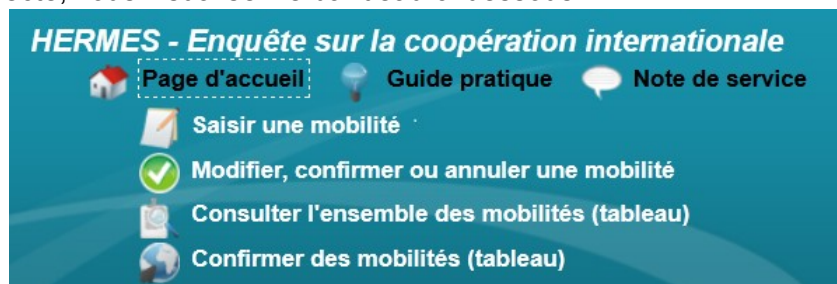 HERMES - Enquête sur la coopération internationale
Page d'accueil Guide pratique Note de service
Saisir une mobilité
Modifier, confirmer ou annuler une mobilité
Consulter l'ensemble des mobilités (tableau)
Confirmer des mobilités (tableau)